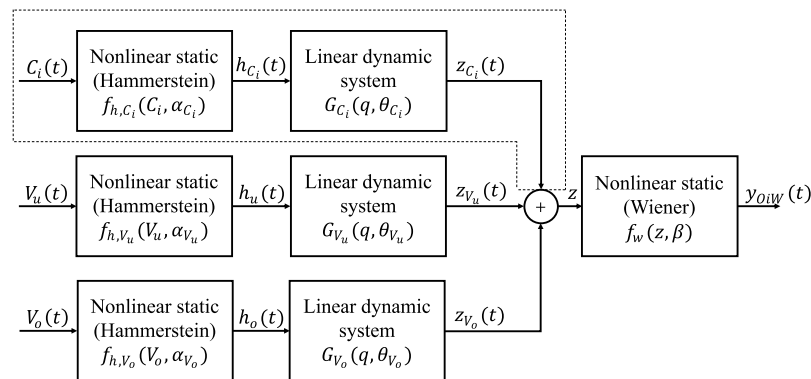 C_i(t)
Nonlinear static
(Hammerstein)
f_{h,C_i}(C_i, α_{C_i})
h_{C_i}(t)
Linear dynamic
system
G_{C_i}(q, θ_{C_i})
z_{C_i}(t)
V_u(t)
Nonlinear static
(Hammerstein)
f_{h,V_u}(V_u, α_{V_u})
h_u(t)
Linear dynamic
system
G_{V_u}(q, θ_{V_u})
z_{V_u}(t)
+
z
Nonlinear static
(Wiener)
f_w(z, β)
y_{OiW}(t)
V_o(t)
Nonlinear static
(Hammerstein)
f_{h,V_o}(V_o, α_{V_o})
h_o(t)
Linear dynamic
system
G_{V_o}(q, θ_{V_o})
z_{V_o}(t)